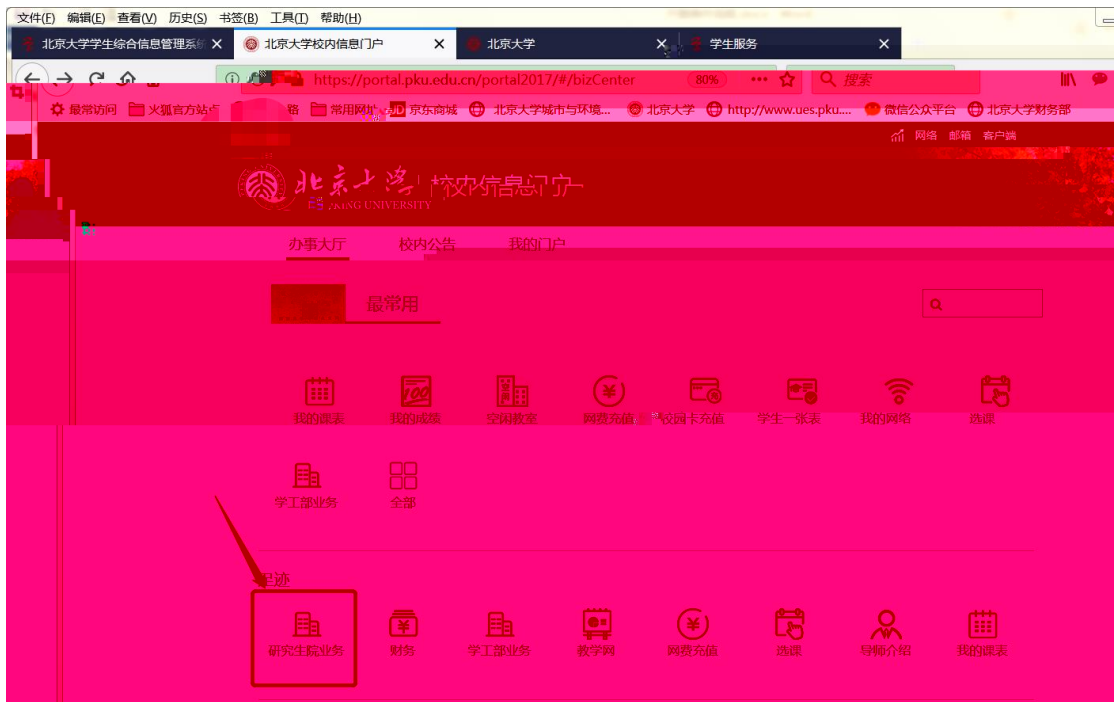 文件(F) 编辑(E) 查看(V) 历史(S) 书签(B) 工具(T) 帮助(H)
北京大学学生综合信息管理系统 北京大学校内信息门户 北京大学 学生服务
https://portal.pku.edu.cn/portal2017/#/bizCenter 80% 搜索
最常访问 火狐官方站点 常用网址 JD 京东商城 北京大学城市与环境... 北京大学 http://www.ues.pku.... 微信公众平台 北京大学财务部
网络 邮箱 客户端
北京大学 校内信息门户
PEKING UNIVERSITY
办事大厅 校内公告 我的门户
最常用
我的课表 我的成绩 空闲教室 网费充值 校园卡充值 学生一张表 我的网络 选课
学工部业务 全部
足迹
研究生院业务 财务 学工部业务 教学网 网费充值 选课 导师介绍 我的课表